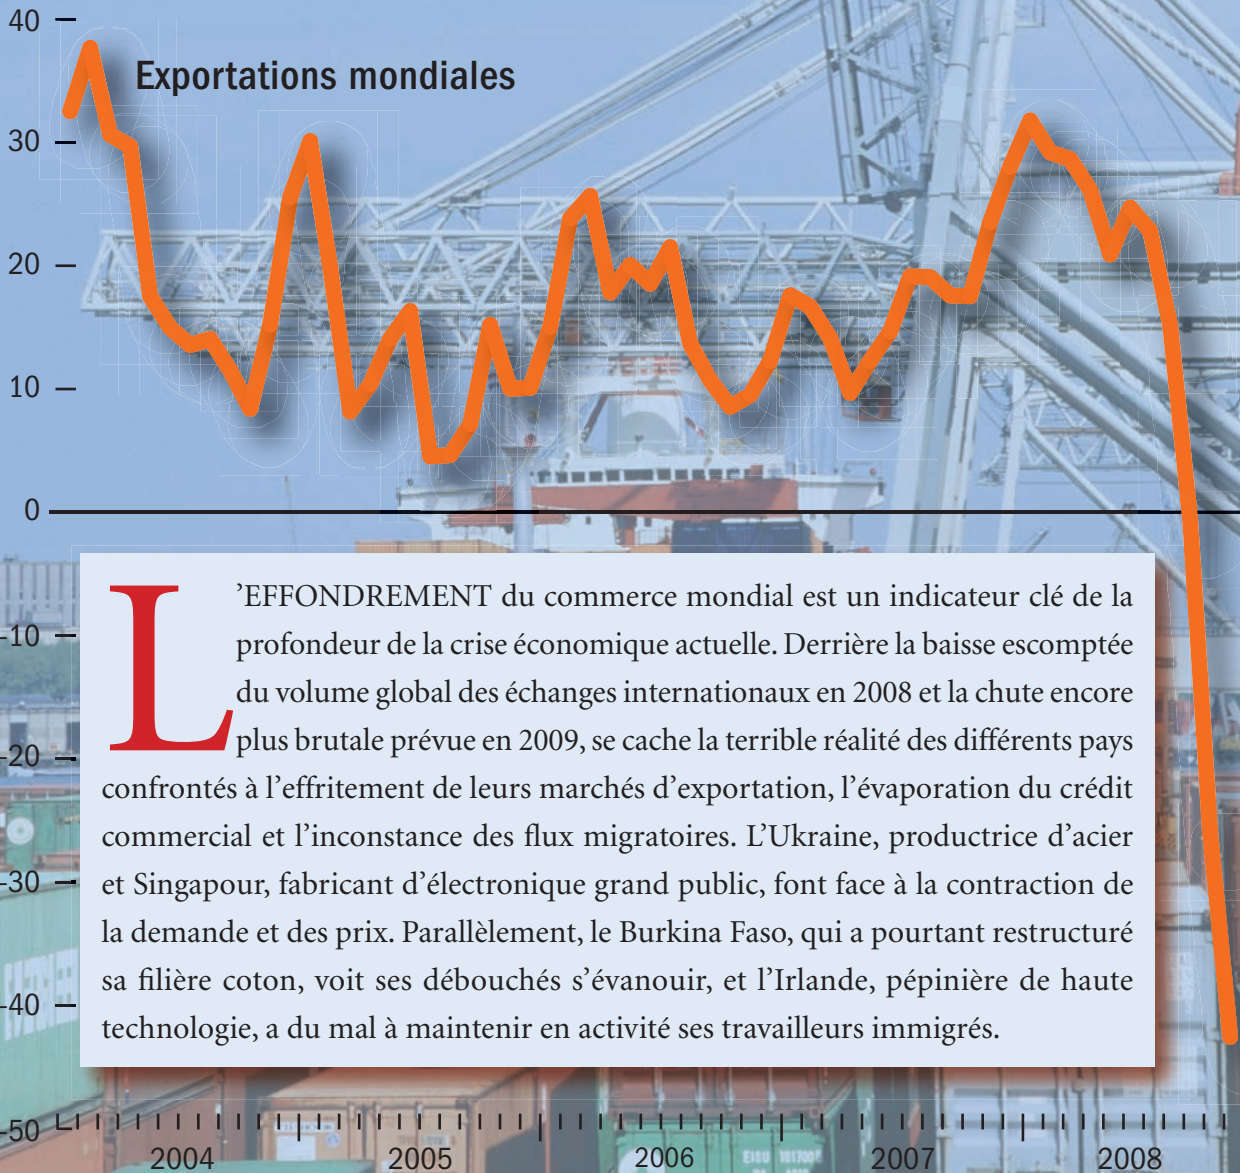 40
Exportations mondiales
30
20
10
0
’EFFONDREMENT du commerce mondial est un indicateur clé de la
L profondeur de la crise économique actuelle. Derrière la baisse escomptée
du volume global des échanges internationaux en 2008 et la chute encore
plus brutale prévue en 2009, se cache la terrible réalité des différents pays
confrontés à l’effritement de leurs marchés d’exportation, l’évaporation du crédit
commercial et l’inconstance des flux migratoires. L’Ukraine, productrice d’acier
et Singapour, fabricant d’électronique grand public, font face à la contraction de
la demande et des prix. Parallèlement, le Burkina Faso, qui a pourtant restructuré
sa filière coton, voit ses débouchés s’évanouir, et l’Irlande, pépinière de haute
technologie, a du mal à maintenir en activité ses travailleurs immigrés.
-10
-20
-30
-40
-50
2004 2005 2006 2007 2008
EISU